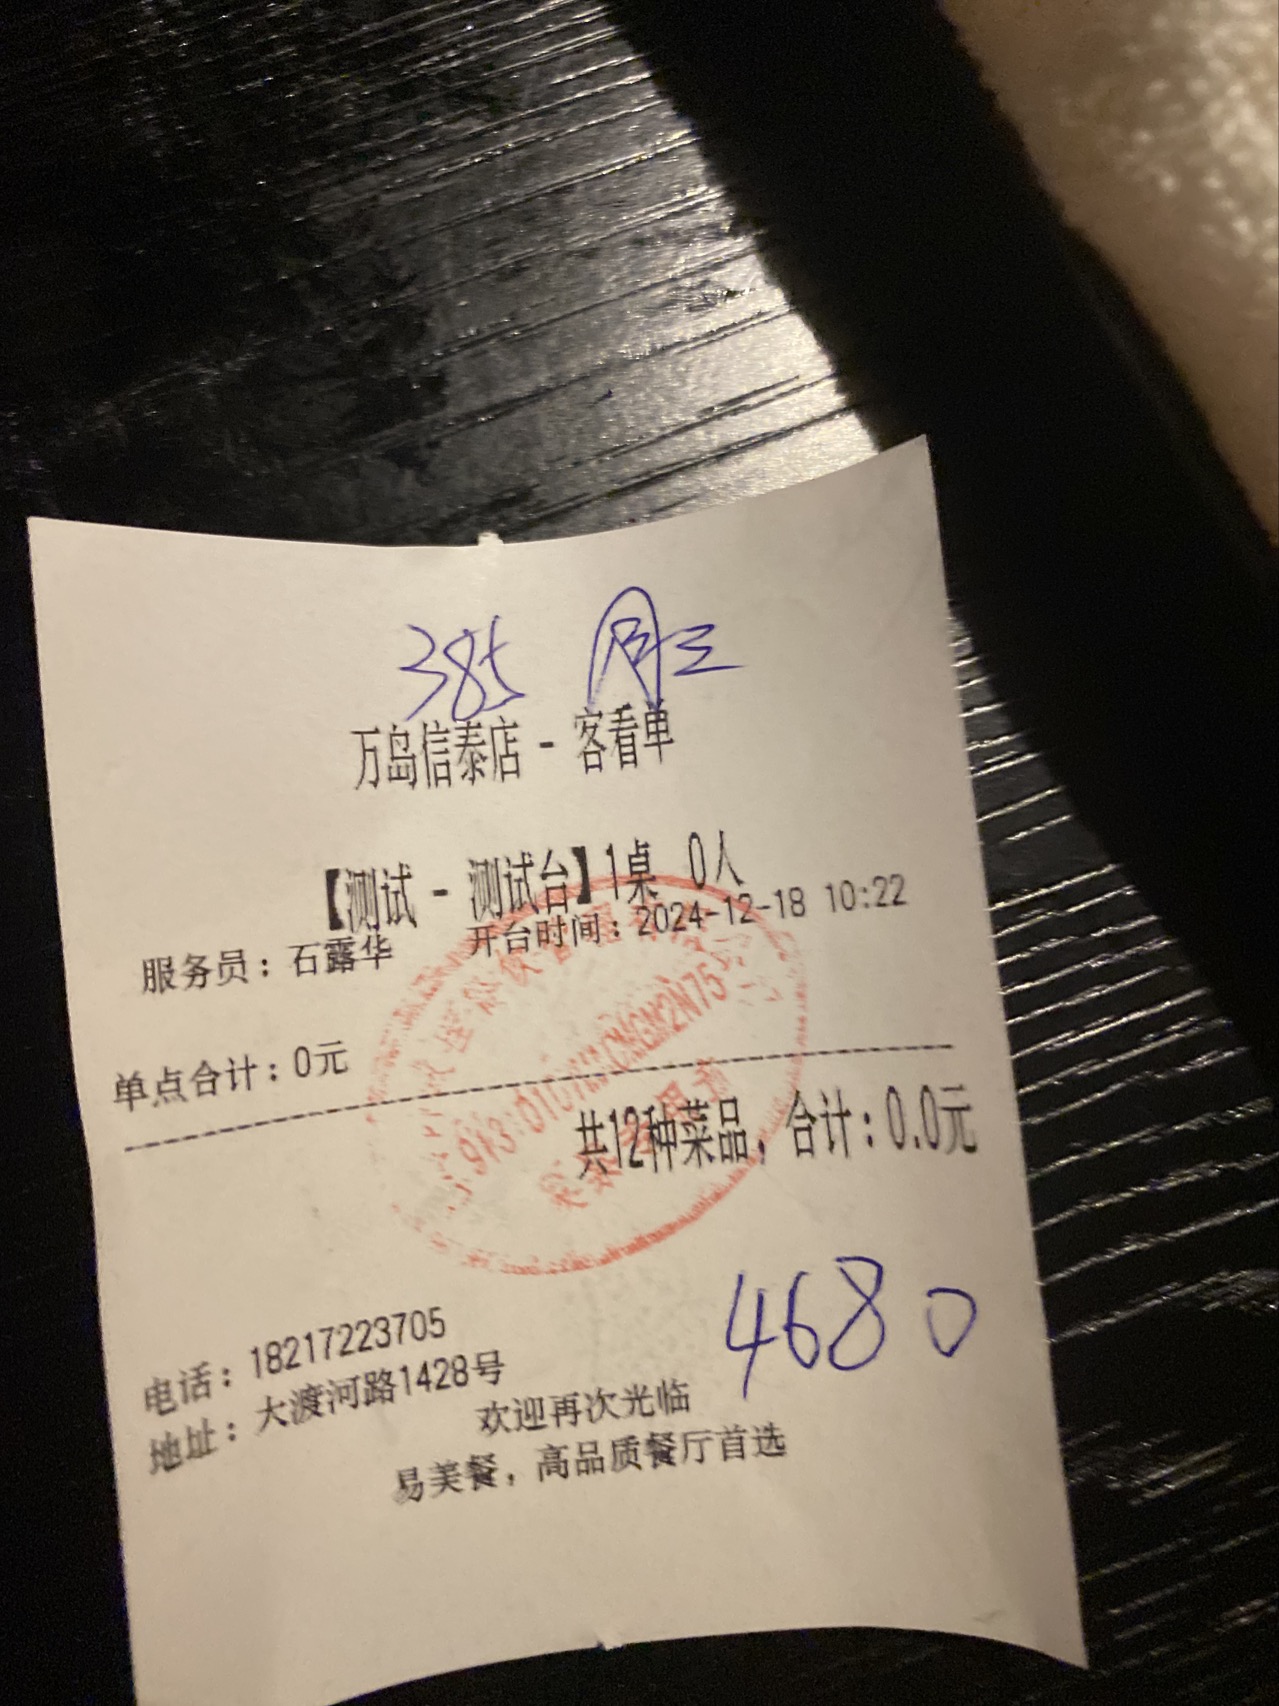 385 周三
万岛信泰店 - 客看单
【测试 - 测试台】1桌 0人
服务员：石露华 开台时间：2024-12-18 10:22
单点合计：0元
共12种菜品，合计：0.0元
4680
电话：18217223705
地址：大渡河路1428号
欢迎再次光临
易美餐，高品质餐厅首选